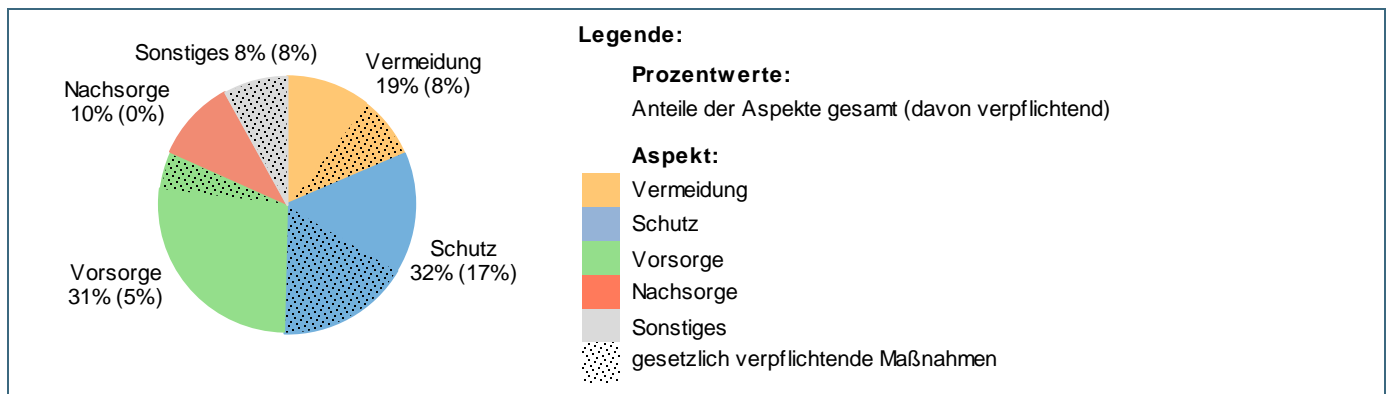 Sonstiges 8% (8%)
Vermeidung
19% (8%)
Nachsorge
10% (0%)
Schutz
32% (17%)
Vorsorge
31% (5%)
Legende:
Prozentwerte:
Anteile der Aspekte gesamt (davon verpflichtend)
Aspekt:
Vermeidung
Schutz
Vorsorge
Nachsorge
Sonstiges
gesetzlich verpflichtende Maßnahmen